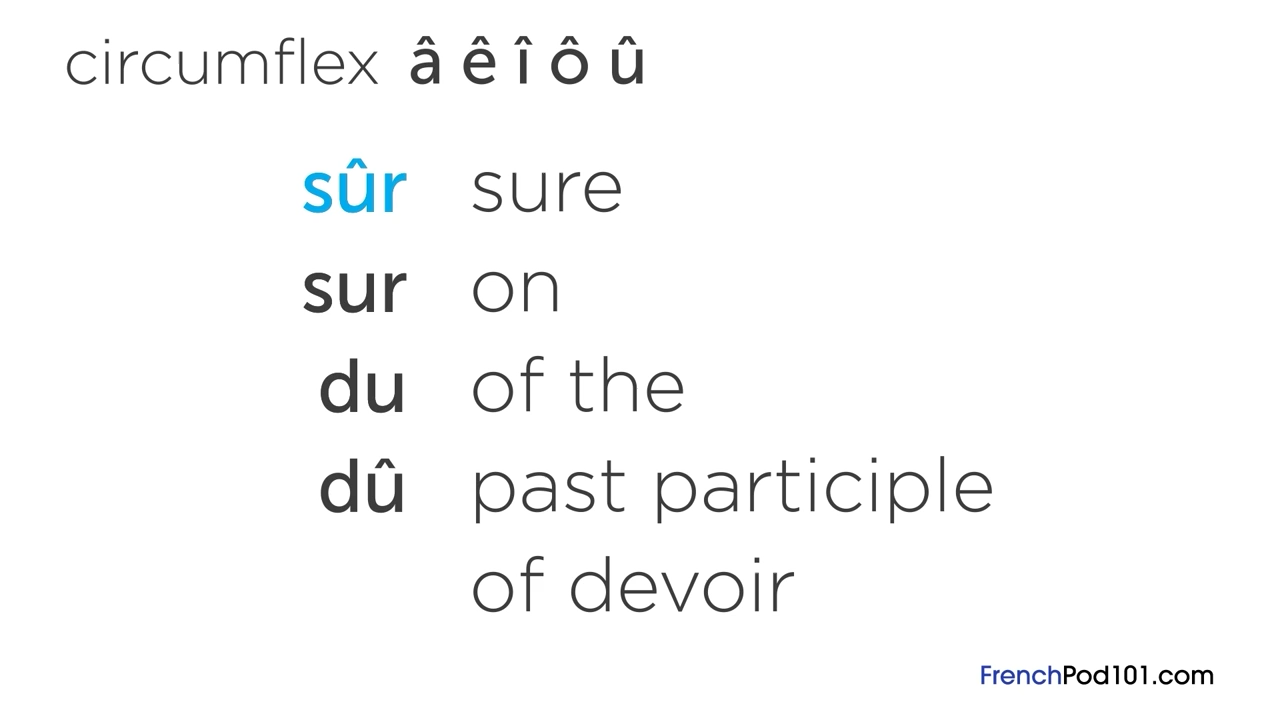 circumflex â ê î ô û
sûr sure
sur on
du of the
dû past participle
of devoir
FrenchPod101.com